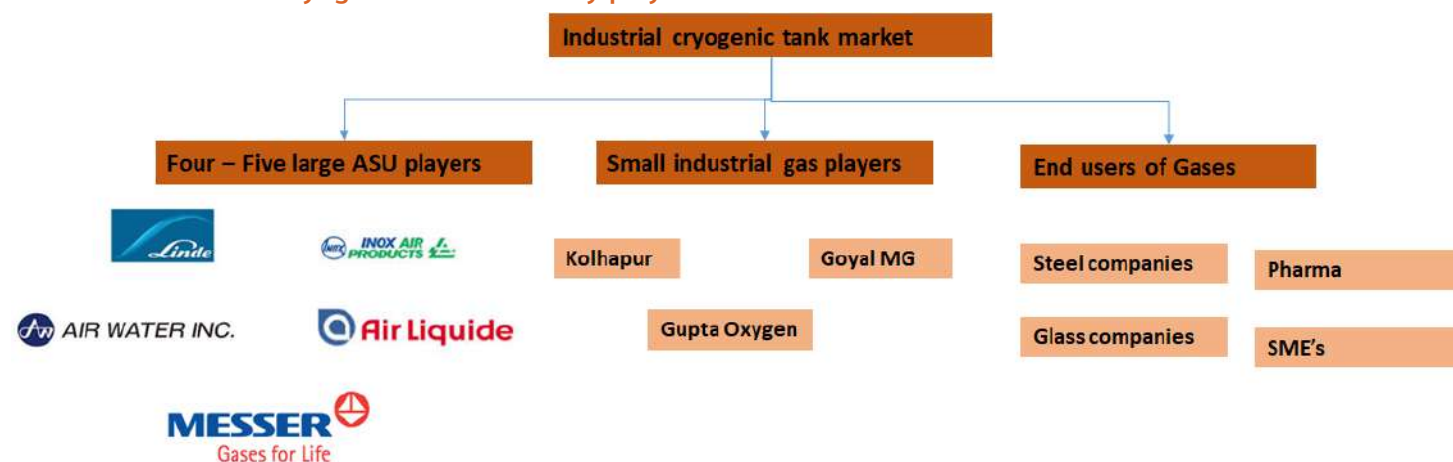 Industrial cryogenic tank market
Four – Five large ASU players
Small industrial gas players
End users of Gases
Linde
INOX
INOX AIR
PRODUCTS
Kolhapur
Goyal MG
Steel companies
Pharma
AW
AIR WATER INC.
Air Liquide
Gupta Oxygen
Glass companies
SME's
MESSER
Gases for Life